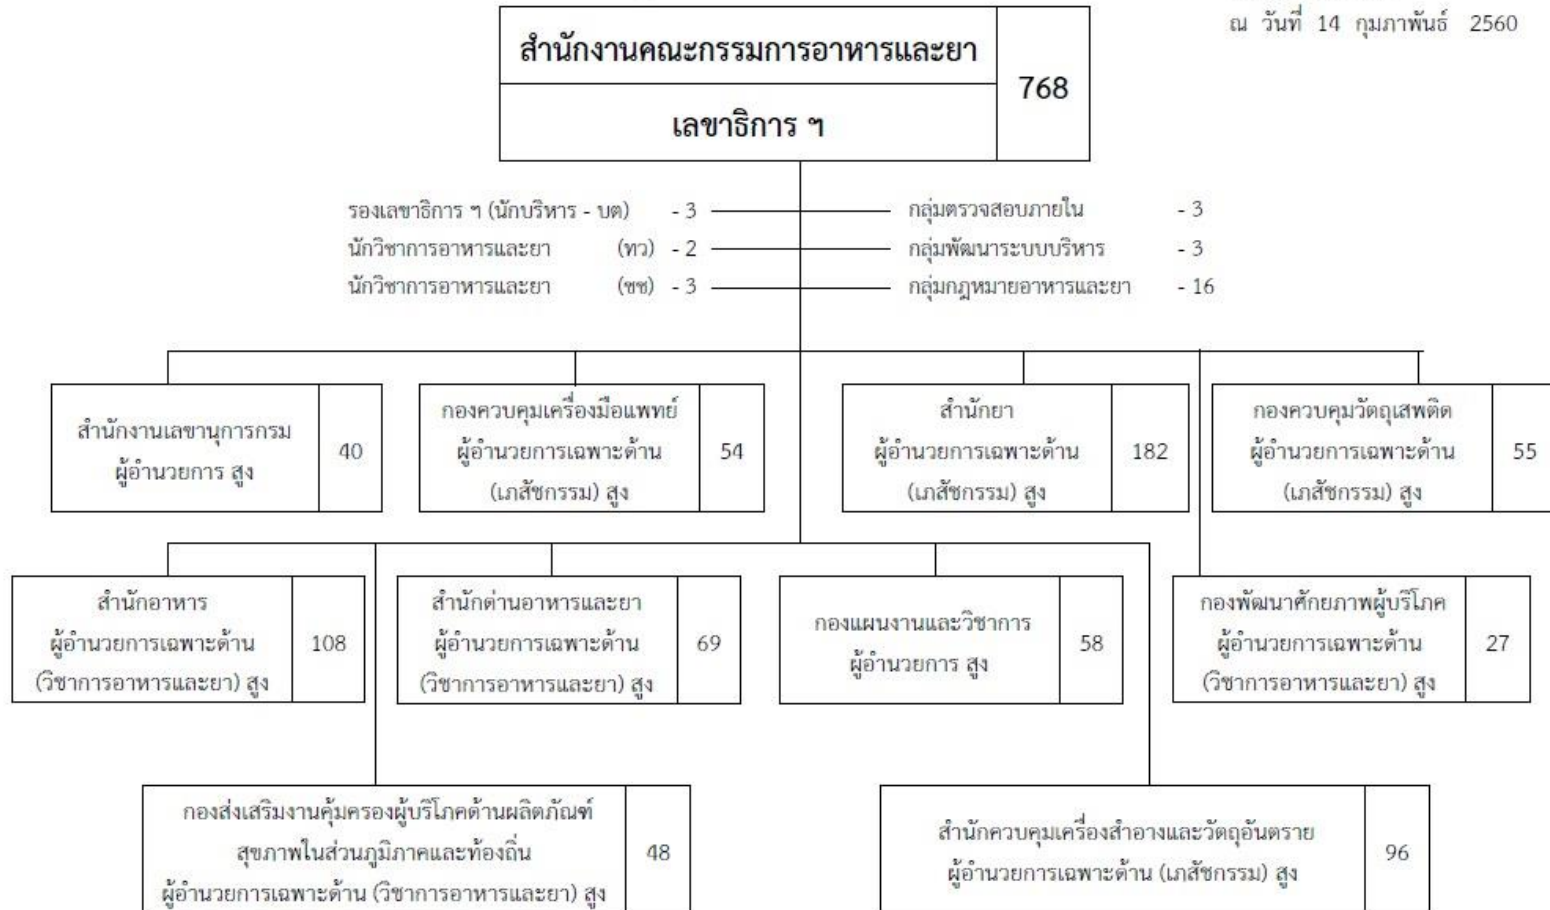 ณ วันที่ 14 กุมภาพันธ์ 2560
สำนักงานคณะกรรมการอาหารและยา
เลขาธิการ ฯ
768
รองเลขาธิการ ฯ (นักบริหาร - บต) - 3
นักวิชาการอาหารและยา (ทว) - 2
นักวิชาการอาหารและยา (ชช) - 3
กลุ่มตรวจสอบภายใน - 3
กลุ่มพัฒนาระบบบริหาร - 3
กลุ่มกฎหมายอาหารและยา - 16
สำนักงานเลขานุการกรม
ผู้อำนวยการ สูง
40
กองควบคุมเครื่องมือแพทย์
ผู้อำนวยการเฉพาะด้าน
(เภสัชกรรม) สูง
54
สำนักยา
ผู้อำนวยการเฉพาะด้าน
(เภสัชกรรม) สูง
182
กองควบคุมวัตถุเสพติด
ผู้อำนวยการเฉพาะด้าน
(เภสัชกรรม) สูง
55
สำนักอาหาร
ผู้อำนวยการเฉพาะด้าน
(วิชาการอาหารและยา) สูง
108
สำนักด่านอาหารและยา
ผู้อำนวยการเฉพาะด้าน
(วิชาการอาหารและยา) สูง
69
กองแผนงานและวิชาการ
ผู้อำนวยการ สูง
58
กองพัฒนาศักยภาพผู้บริโภค
ผู้อำนวยการเฉพาะด้าน
(วิชาการอาหารและยา) สูง
27
กองส่งเสริมงานคุ้มครองผู้บริโภคด้านผลิตภัณฑ์
สุขภาพในส่วนภูมิภาคและท้องถิ่น
ผู้อำนวยการเฉพาะด้าน (วิชาการอาหารและยา) สูง
48
สำนักควบคุมเครื่องสำอางและวัตถุอันตราย
ผู้อำนวยการเฉพาะด้าน (เภสัชกรรม) สูง
96